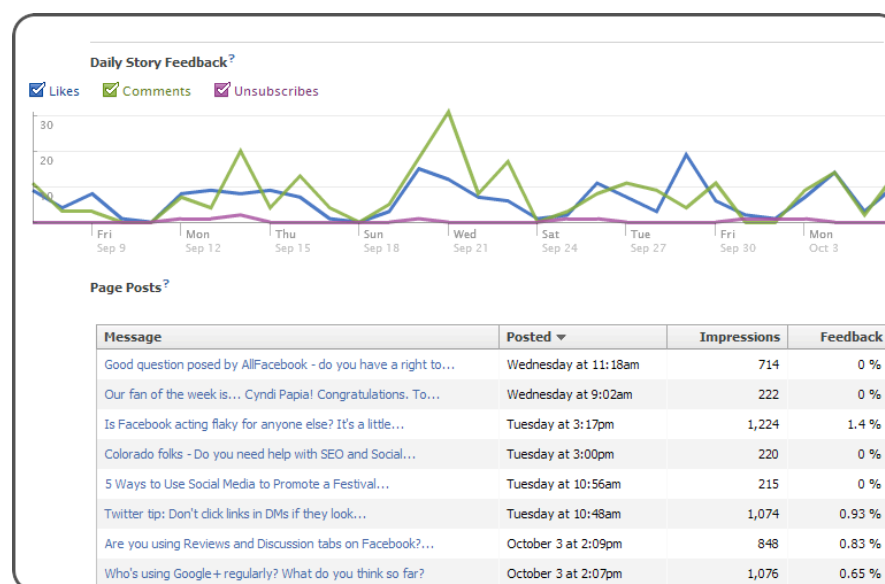 Daily Story Feedback?
Likes Comments Unsubscribes
30
20
10
Fri Mon Thu Sun Wed Sat Tue Fri Mon
Sep 9 Sep 12 Sep 15 Sep 18 Sep 21 Sep 24 Sep 27 Sep 30 Oct 3
Page Posts?
Message Posted Impressions Feedback
Good question posed by AllFacebook - do you have a right to... Wednesday at 11:18am 714 0 %
Our fan of the week is... Cyndi Papia! Congratulations. To... Wednesday at 9:02am 222 0 %
Is Facebook acting flaky for anyone else? It's a little... Tuesday at 3:17pm 1,224 1.4 %
Colorado folks - Do you need help with SEO and Social... Tuesday at 3:00pm 220 0 %
5 Ways to Use Social Media to Promote a Festival... Tuesday at 10:56am 215 0 %
Twitter tip: Don't click links in DMs if they look... Tuesday at 10:48am 1,074 0.93 %
Are you using Reviews and Discussion tabs on Facebook?... October 3 at 2:09pm 848 0.83 %
Who's using Google+ regularly? What do you think so far? October 3 at 2:07pm 1,076 0.65 %